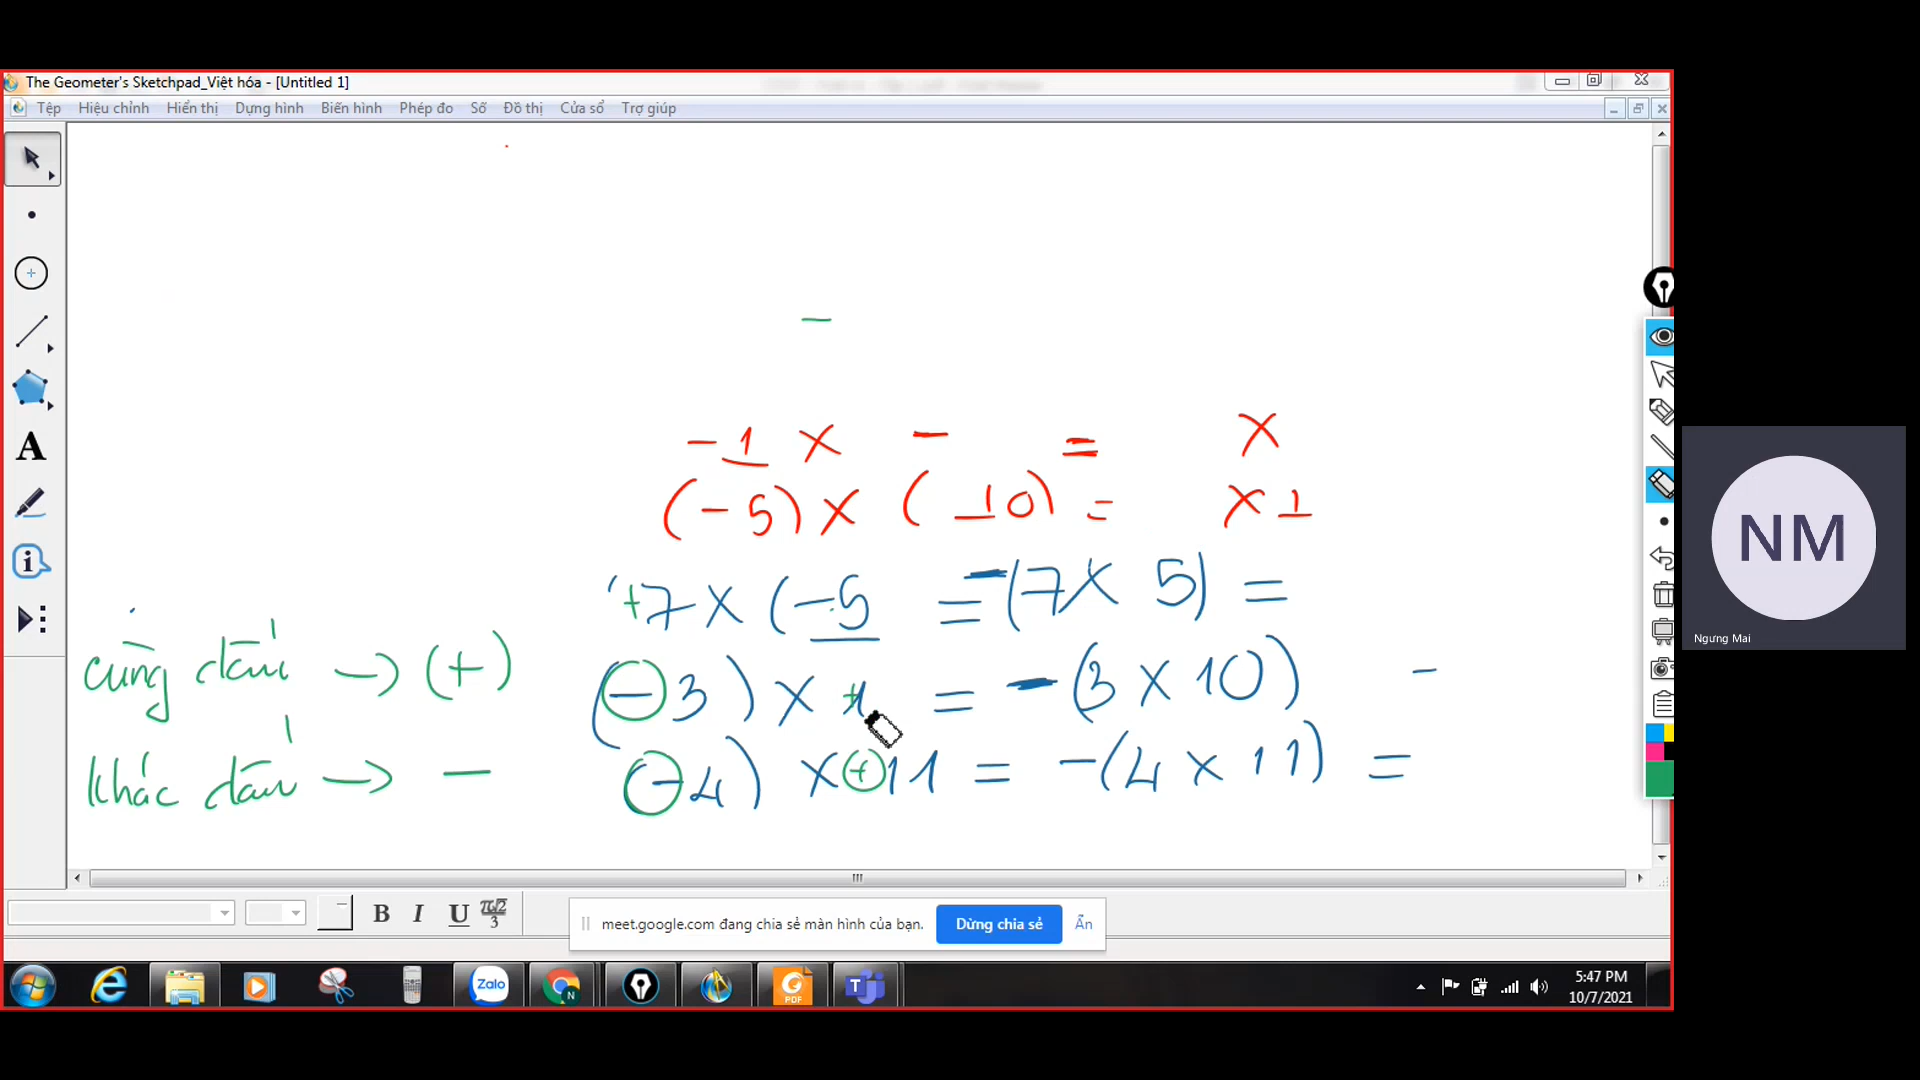 The Geometer's Sketchpad_Việt hóa - [Untitled 1]
Tệp Hiệu chỉnh Hiển thị Dựng hình Biến hình Phép đo Số Đồ thị Cửa sổ Trợ giúp
−
-1 X - = X
(-5) X ( 10) = X 1
+7 X (-5 = -(7 X 5) =
cùng dấu → (+)
(-3) X + = -(3 X 10) -
khác dấu → -
(-4) X +11 = -(4 X 11) =
A
NM
Ngưng Mai
B I U
meet.google.com đang chia sẻ màn hình của bạn. Dừng chia sẻ Ẩn
Zalo
N
PDF
5:47 PM
10/7/2021